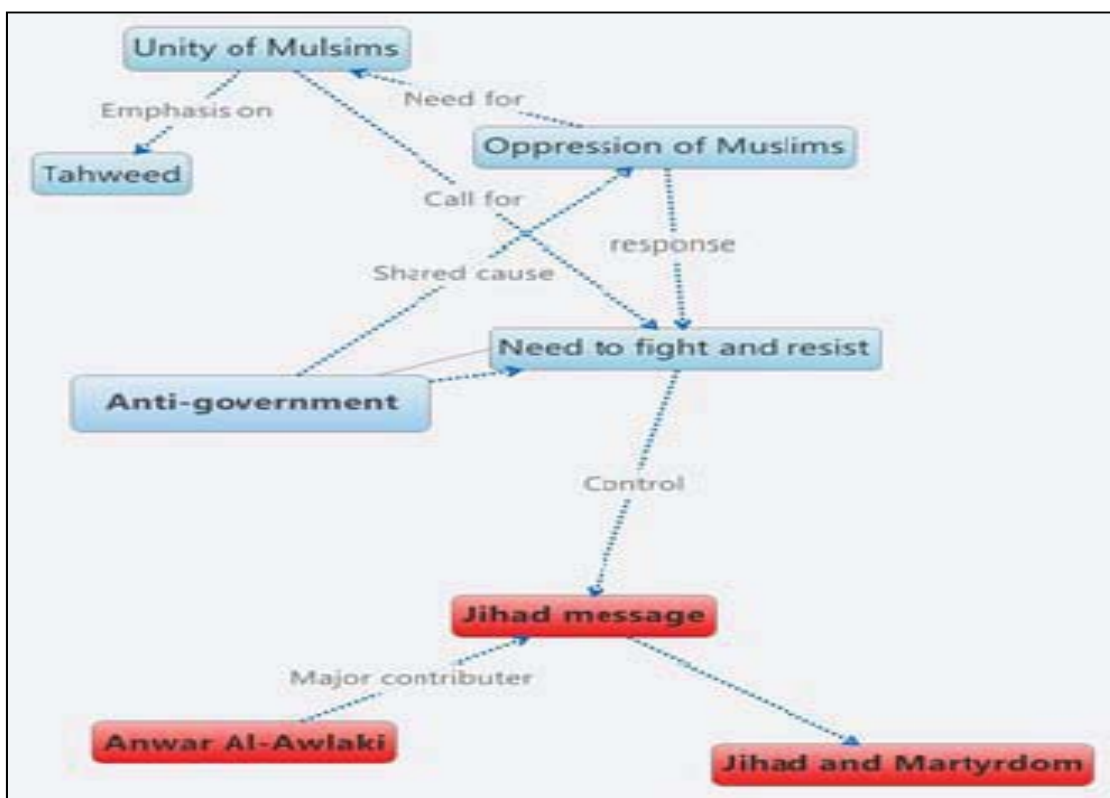 Unity of Mulsims
Need for
Emphasis on
Oppression of Muslims
Tahweed
Call for
response
Shared cause
Need to fight and resist
Anti-government
Control
Jihad message
Major contributer
Anwar Al-Awlaki
Jihad and Martyrdom